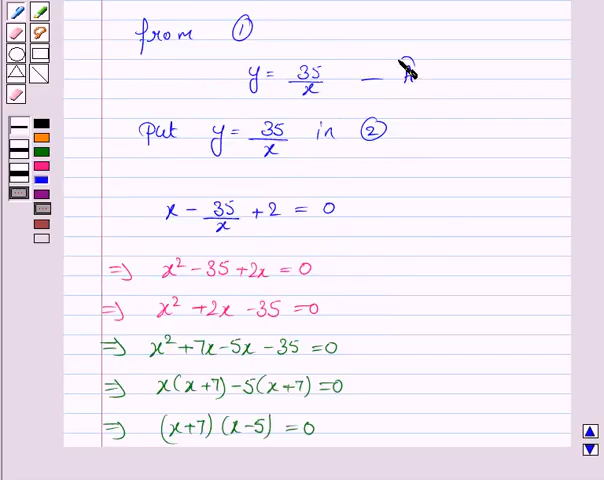 from ①
y = 35/x —
Put y = 35/x in ②
x - 35/x + 2 = 0
=> x² - 35 + 2x = 0
=> x² + 2x - 35 = 0
=> x² + 7x - 5x - 35 = 0
=> x(x+7) - 5(x+7) = 0
=> (x+7) (x-5) = 0